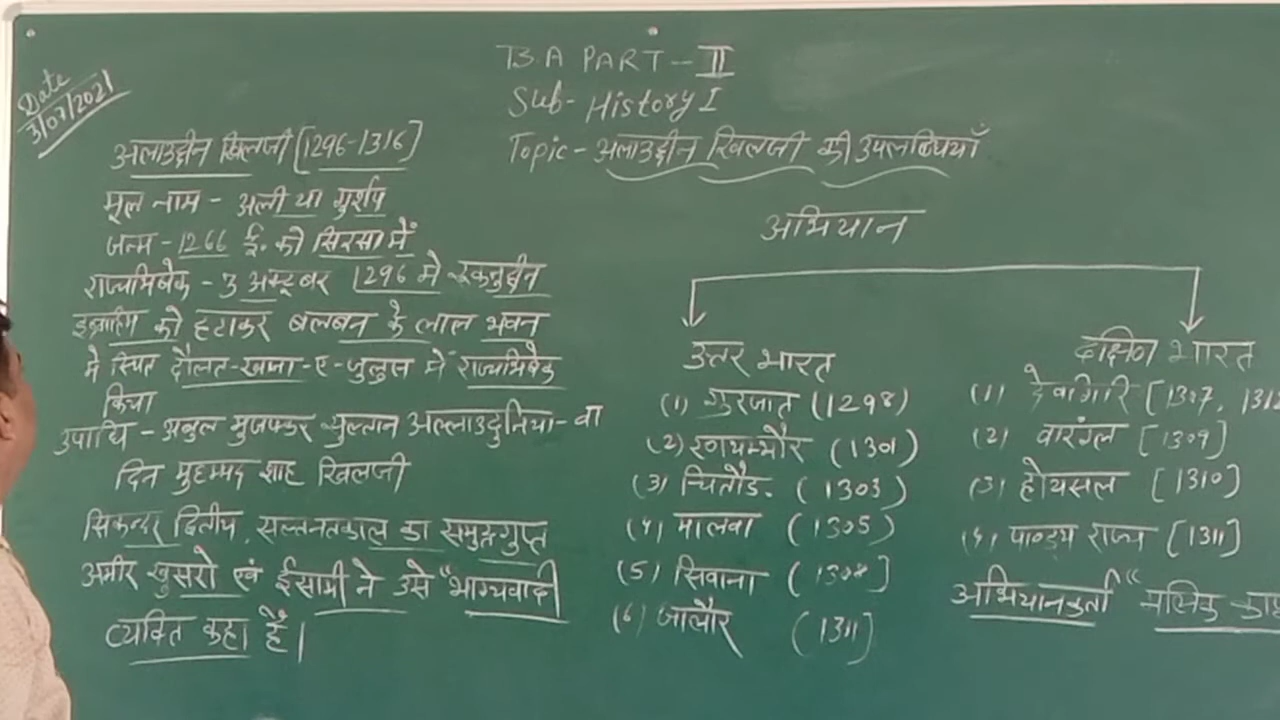 Date
3/07/2021
B.A PART-II
Sub-History I
Topic-अलाउद्दीन खिलजी की उपलब्धियाँ
अलाउद्दीन खिलजी [1296-1316]
मूल नाम - अली या गुर्शप
जन्म - 1266 ई. को सिरसा में
राज्यभिषेक - 3 अक्टूबर 1296 मे रूकनुद्दीन
इब्राहिम को हटाकर बलबन के लाल भवन
मे स्थित दौलत-खाना-ए-जुलुस मे राज्यभिषेक
किया
उपाधि - अबुल मुजफ्फर सुल्तान अल्लाउद्दुनिया-वा
दिन मुहम्मद शाह खिलजी
सिकन्दर द्वितीय, सल्तनतकाल का समुद्रगुप्त
अमीर खुसरो एवं ईसामी ने उसे "भाग्यवादी
व्यक्ति कहा हैं।
अभियान
उत्तर भारत
(1) गुरजात (1298)
(2) रणथम्भौर (1301)
(3) चितौड. (1303)
(4) मालवा (1305)
(5) सिवाना (1308]
(6) जालौर (1311]
दक्षिण भारत
(1) देवगिरि [1307,
(2) वारंगल [1309]
(3) होयसल [1310]
(4) पाण्ड्य राज्य [1311]
अभियानकर्ता "मलिक